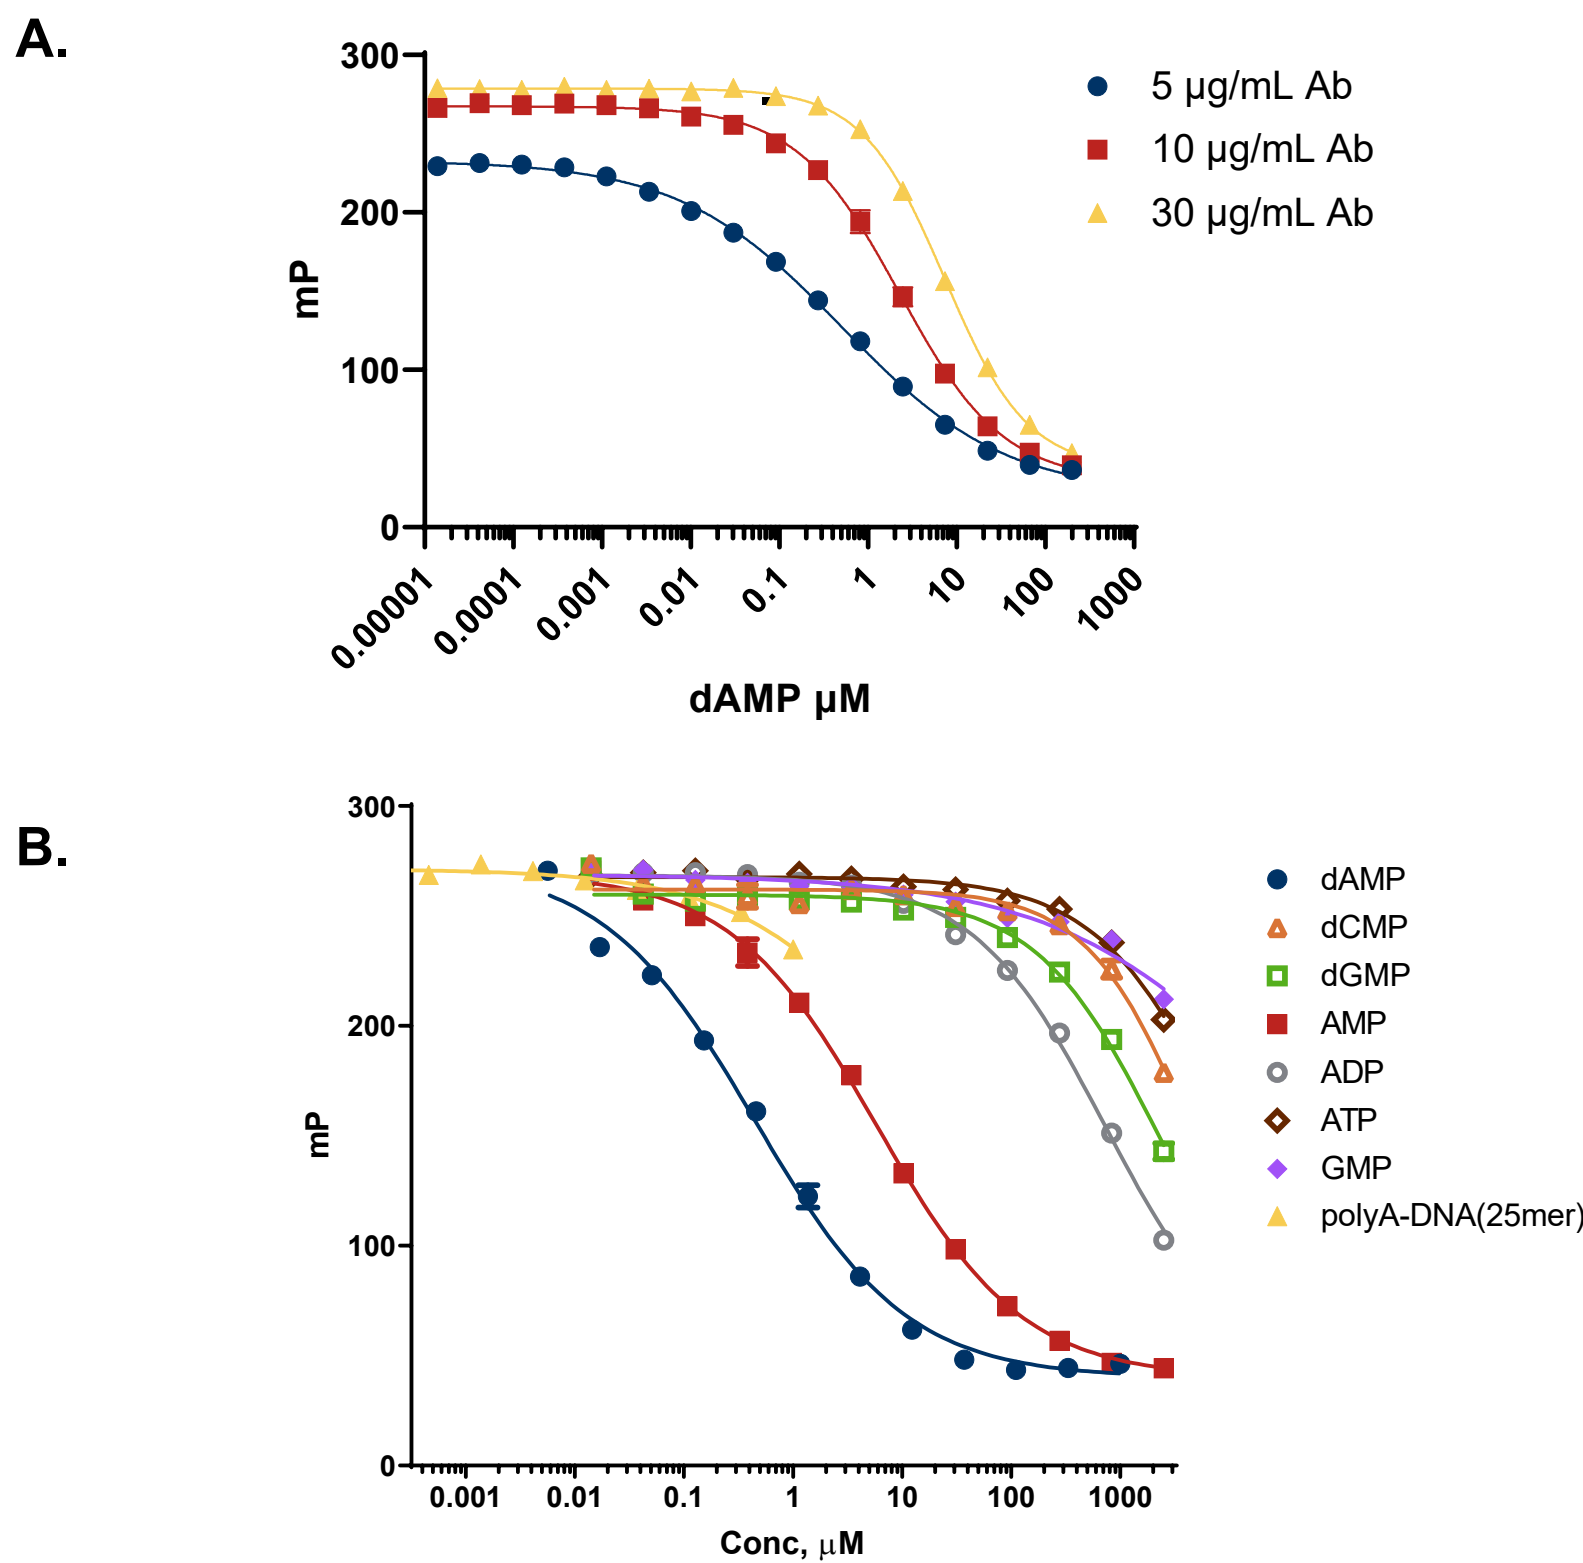 A.
300
200
100
0
mP
5 µg/mL Ab
10 µg/mL Ab
30 µg/mL Ab
0.00001
0.0001
0.001
0.01
0.1
1
10
100
1000
dAMP µM
B.
300
200
100
0
mP
dAMP
dCMP
dGMP
AMP
ADP
ATP
GMP
polyA-DNA(25mer)
0.001 0.01 0.1 1 10 100 1000
Conc, µM